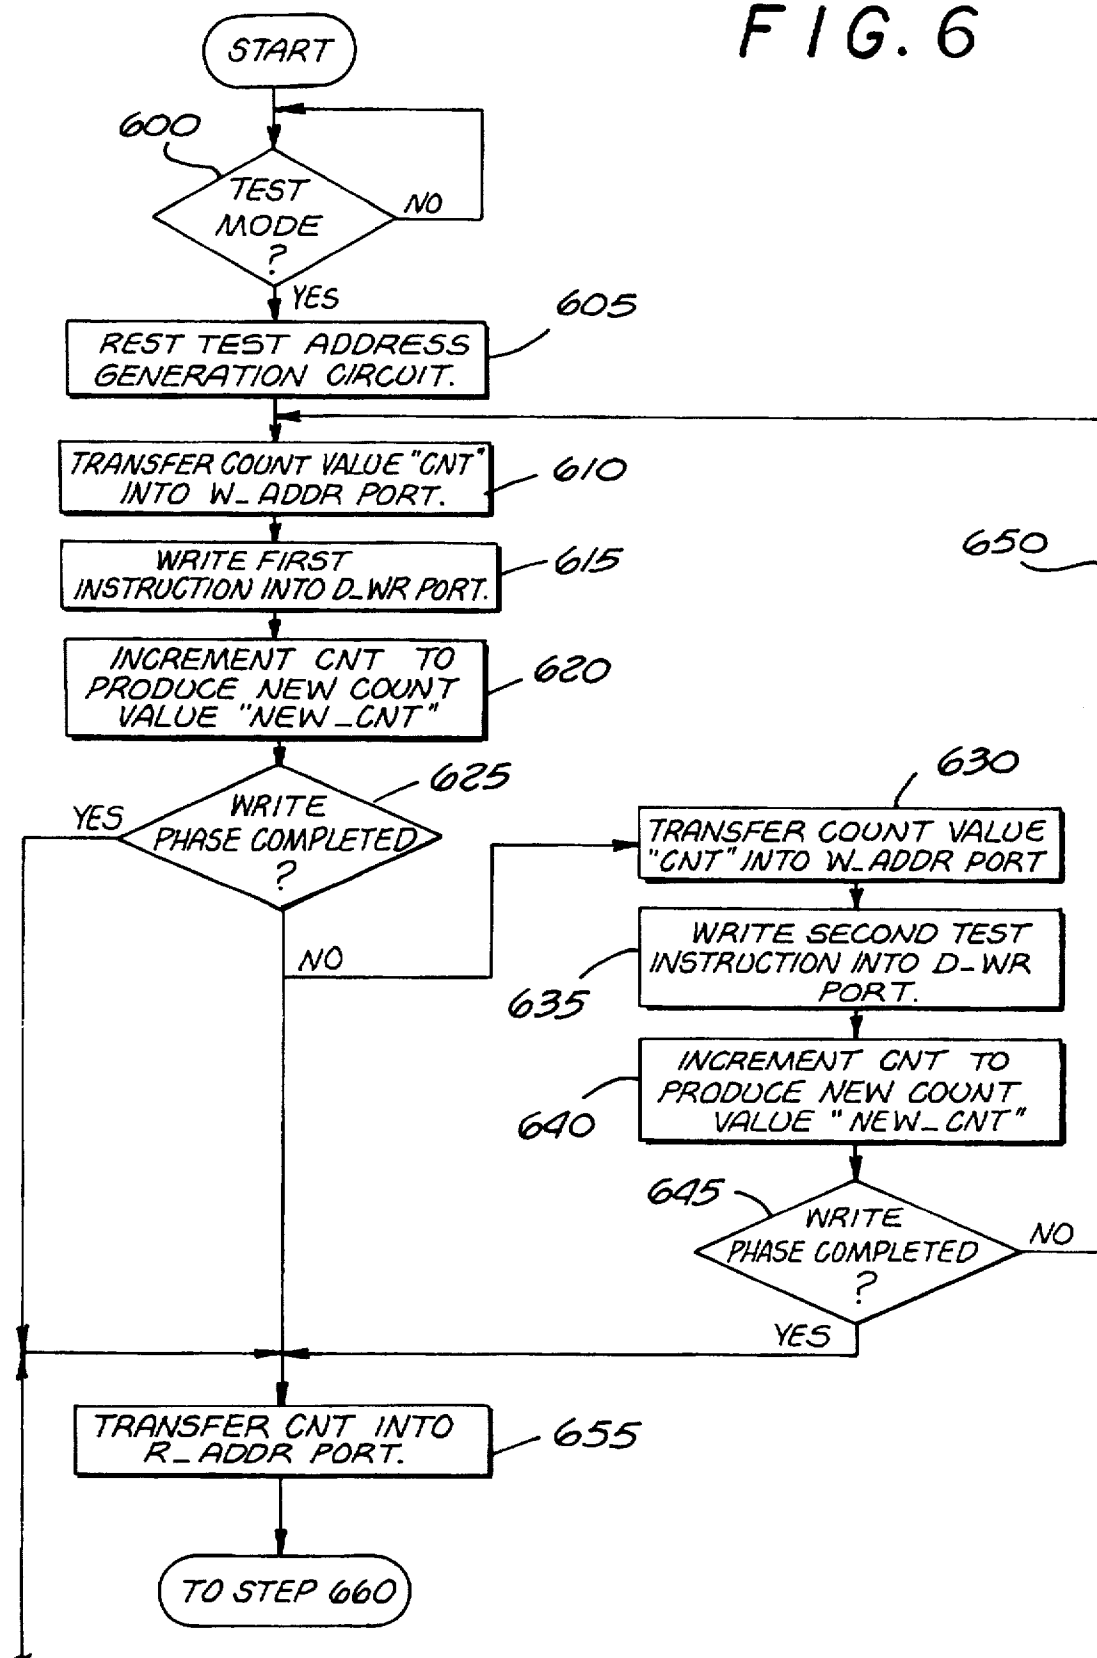 FIG. 6
START
600
TEST
MODE
?
NO
YES
605
REST TEST ADDRESS
GENERATION CIRCUIT.
TRANSFER COUNT VALUE "CNT"
INTO W_ADDR PORT.
610
WRITE FIRST
INSTRUCTION INTO D_WR PORT.
615
650
INCREMENT CNT TO
PRODUCE NEW COUNT
VALUE "NEW_CNT"
620
625
WRITE
PHASE COMPLETED
?
YES
NO
630
TRANSFER COUNT VALUE
"CNT" INTO W_ADDR PORT
WRITE SECOND TEST
INSTRUCTION INTO D_WR
PORT.
635
INCREMENT CNT TO
PRODUCE NEW COUNT
VALUE "NEW_CNT"
640
645
WRITE
PHASE COMPLETED
?
NO
YES
TRANSFER CNT INTO
R_ADDR PORT.
655
TO STEP 660